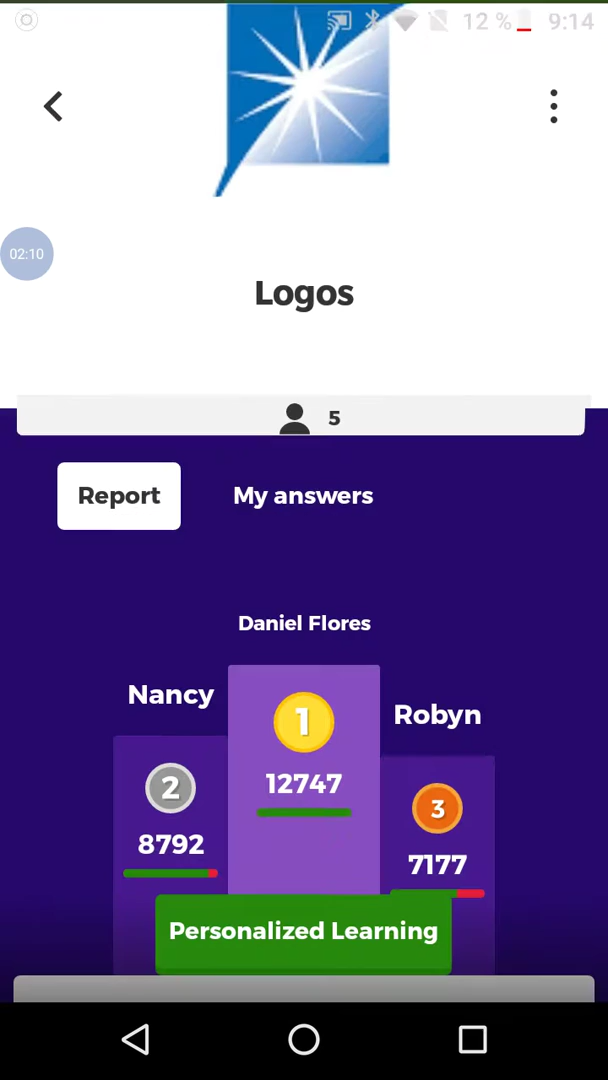 12 % 9:14
02:10
Logos
5
Report My answers
Daniel Flores
Nancy
Robyn
1
12747
2
8792
3
7177
Personalized Learning